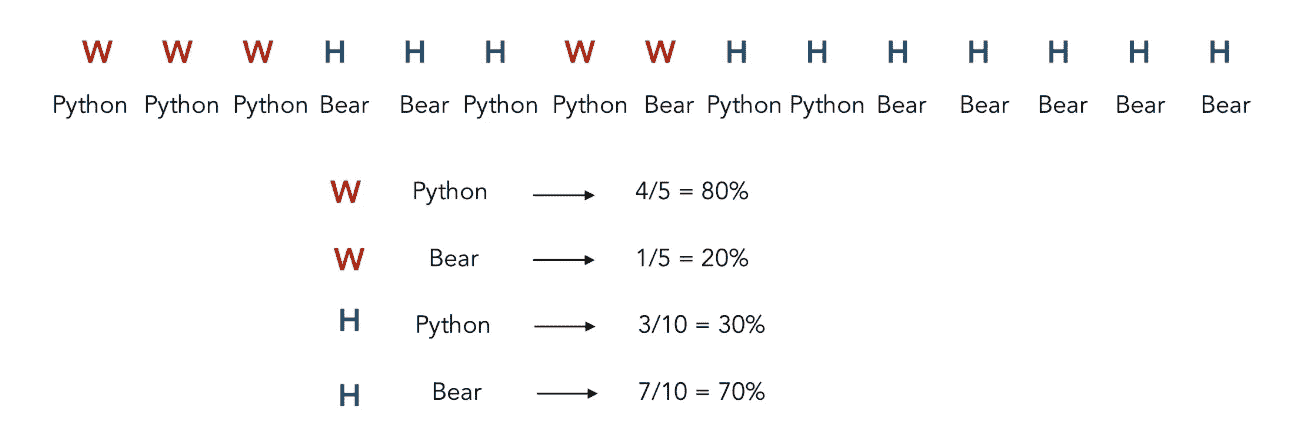 W W W H H H W W H H H H H H H
Python Python Python Bear Bear Python Python Bear Python Python Bear Bear Bear Bear Bear
W Python 4/5 = 80%
W Bear 1/5 = 20%
H Python 3/10 = 30%
H Bear 7/10 = 70%